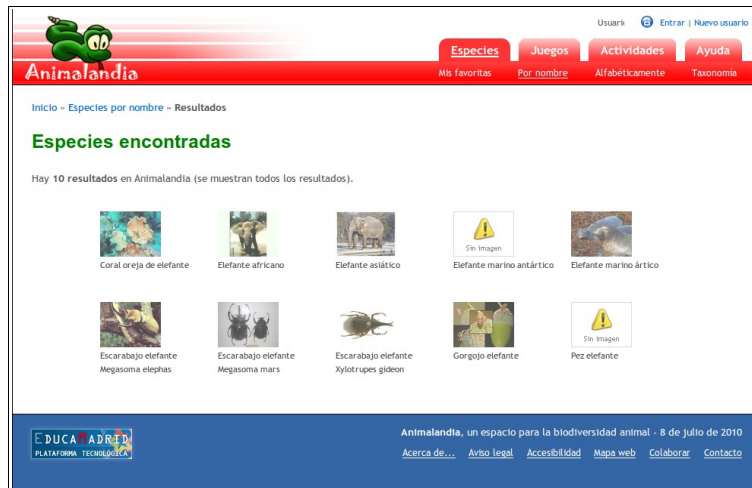 Usuari Entrar | Nuevo usuario
Especies Juegos Actividades Ayuda
Animalandia
Mis favoritas Por nombre Alfabéticamente Taxonomía
Inicio » Especies por nombre » Resultados
Especies encontradas
Hay 10 resultados en Animalandia (se muestran todos los resultados).
Sin imagen
Coral oreja de elefante Elefante africano Elefante asiático Elefante marino antártico Elefante marino ártico
Sin imagen
Escarabajo elefante Escarabajo elefante Escarabajo elefante Gorgojo elefante Pez elefante
Megasoma elephas Megasoma mars Xylotrupes gideon
EDUCAMADRID
PLATAFORMA TECNOLÓGICA
Animalandia, un espacio para la biodiversidad animal - 8 de julio de 2010
Acerca de... Aviso legal Accesibilidad Mapa web Colaborar Contacto